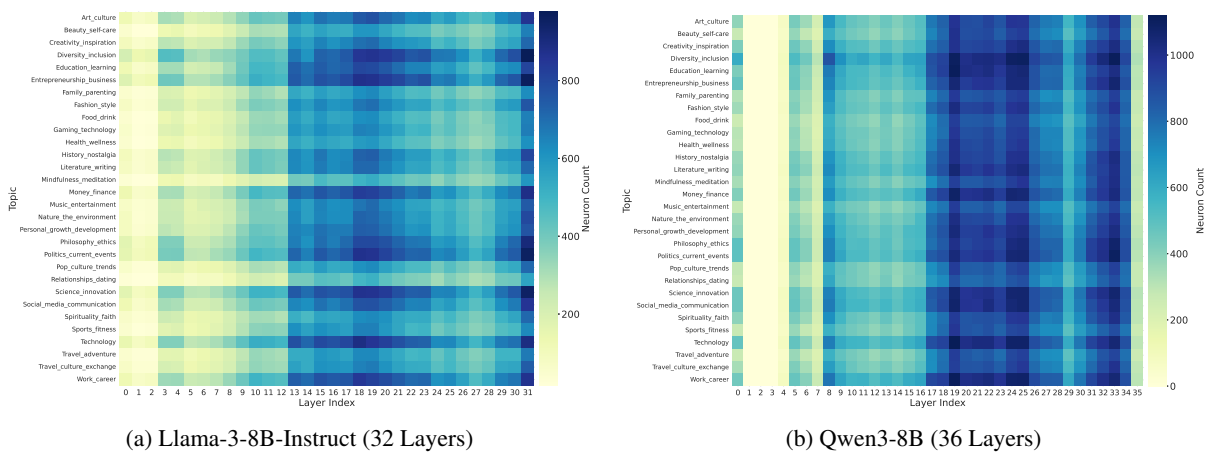 Topic
Art_culture
Beauty_self-care
Creativity_inspiration
Diversity_inclusion
Education_learning
Entrepreneurship_business
Family_parenting
Fashion_style
Food_drink
Gaming_technology
Health_wellness
History_nostalgia
Literature_writing
Mindfulness_meditation
Money_finance
Music_entertainment
Nature_the_environment
Personal_growth_development
Philosophy_ethics
Politics_current_events
Pop_culture_trends
Relationships_dating
Science_innovation
Social_media_communication
Spirituality_faith
Sports_fitness
Technology
Travel_adventure
Travel_culture_exchange
Work_career
0 1 2 3 4 5 6 7 8 9 10 11 12 13 14 15 16 17 18 19 20 21 22 23 24 25 26 27 28 29 30 31
Layer Index
800
600
400
200
Neuron Count
(a) Llama-3-8B-Instruct (32 Layers)
Topic
Art_culture
Beauty_self-care
Creativity_inspiration
Diversity_inclusion
Education_learning
Entrepreneurship_business
Family_parenting
Fashion_style
Food_drink
Gaming_technology
Health_wellness
History_nostalgia
Literature_writing
Mindfulness_meditation
Money_finance
Music_entertainment
Nature_the_environment
Personal_growth_development
Philosophy_ethics
Politics_current_events
Pop_culture_trends
Relationships_dating
Science_innovation
Social_media_communication
Spirituality_faith
Sports_fitness
Technology
Travel_adventure
Travel_culture_exchange
Work_career
0 1 2 3 4 5 6 7 8 9 10 11 12 13 14 15 16 17 18 19 20 21 22 23 24 25 26 27 28 29 30 31 32 33 34 35
Layer Index
1000
800
600
400
200
0
Neuron Count
(b) Qwen3-8B (36 Layers)